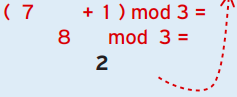 ( 7 + 1 ) mod 3 =
8 mod 3 =
2